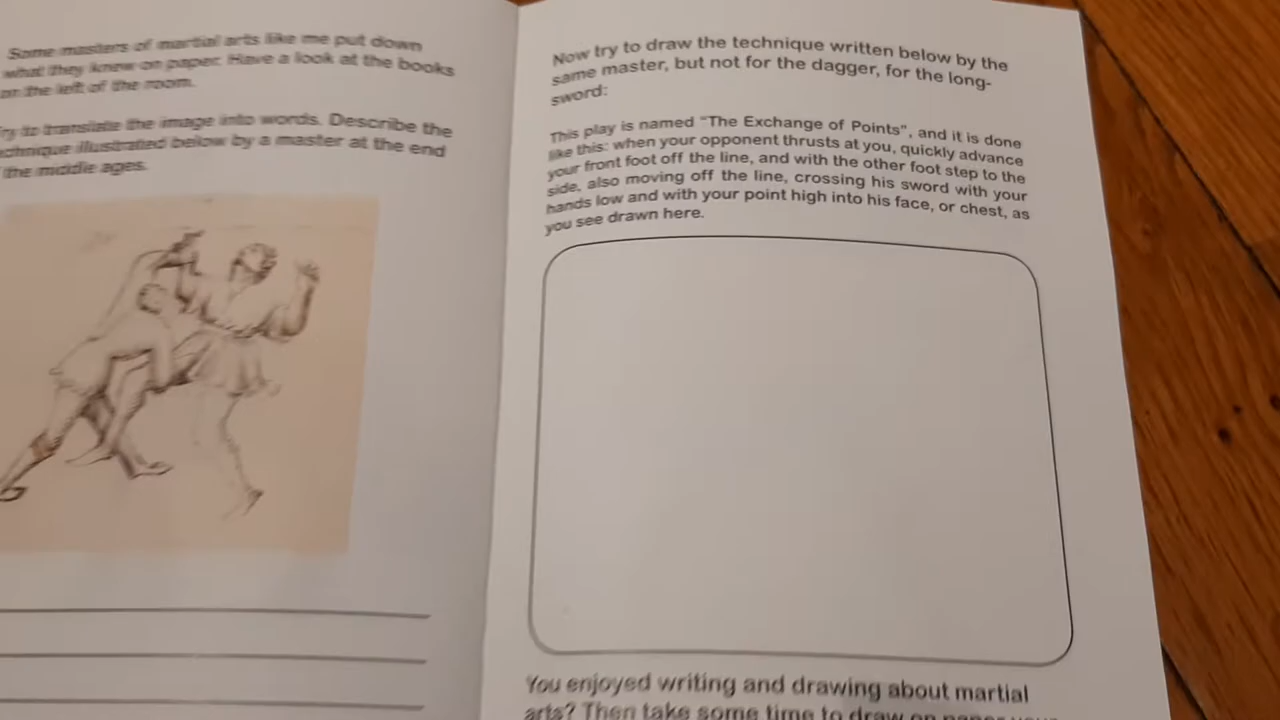 Some masters of martial arts like me put down
what they know on paper. Have a look at the books
on the left of the room.
Try to translate the image into words. Describe the
technique illustrated below by a master at the end
the middle ages.
Now try to draw the technique written below by the
same master, but not for the dagger, for the long-
sword:
This play is named "The Exchange of Points", and it is done
like this: when your opponent thrusts at you, quickly advance
your front foot off the line, and with the other foot step to the
side, also moving off the line, crossing his sword with your
hands low and with your point high into his face, or chest, as
you see drawn here.
You enjoyed writing and drawing about martial
arts? Then take some time to draw on paper your